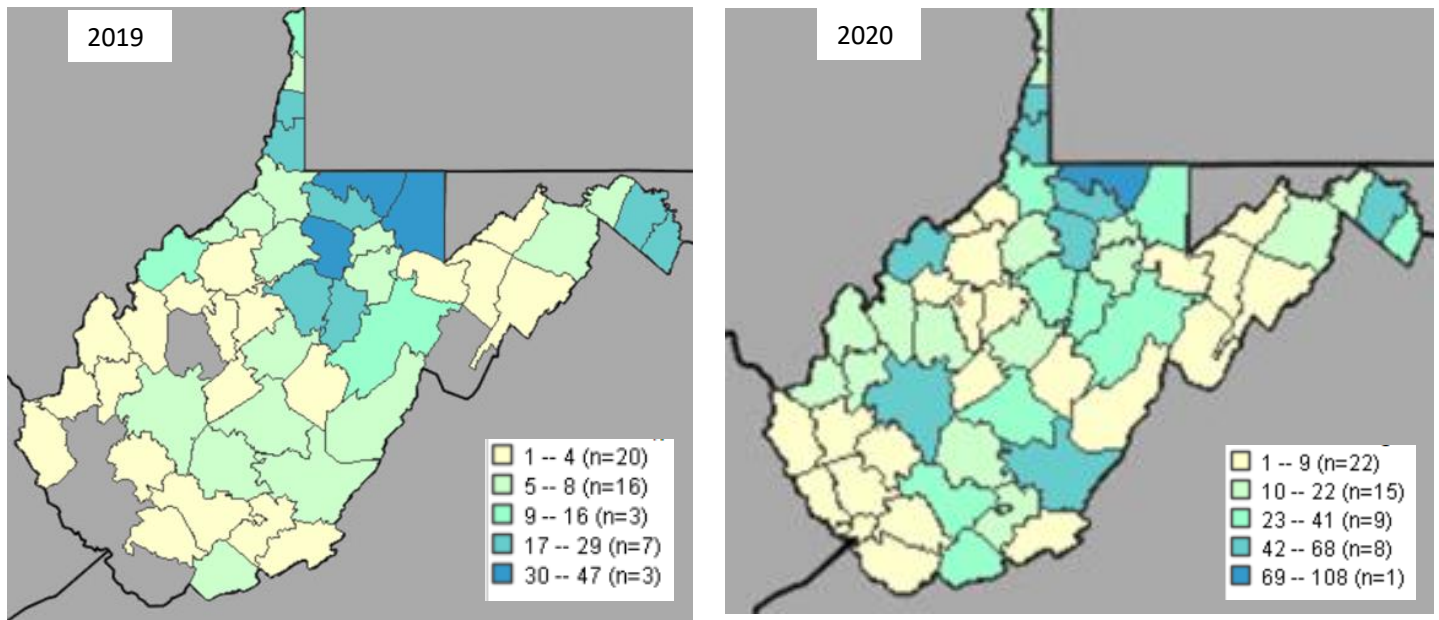 2019
1 -- 4 (n=20)
5 -- 8 (n=16)
9 -- 16 (n=3)
17 -- 29 (n=7)
30 -- 47 (n=3)
2020
1 -- 9 (n=22)
10 -- 22 (n=15)
23 -- 41 (n=9)
42 -- 68 (n=8)
69 -- 108 (n=1)